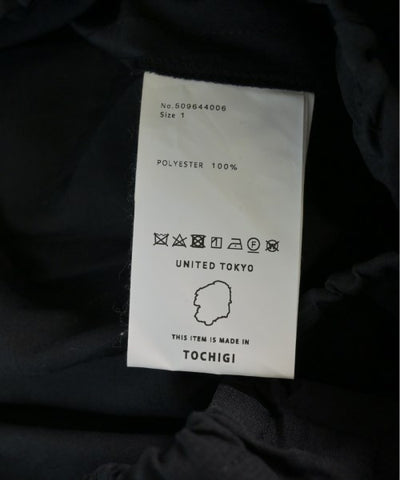 No.509644006
Size 1
POLYESTER 100%
UNITED TOKYO
THIS ITEM IS MADE IN
TOCHIGI